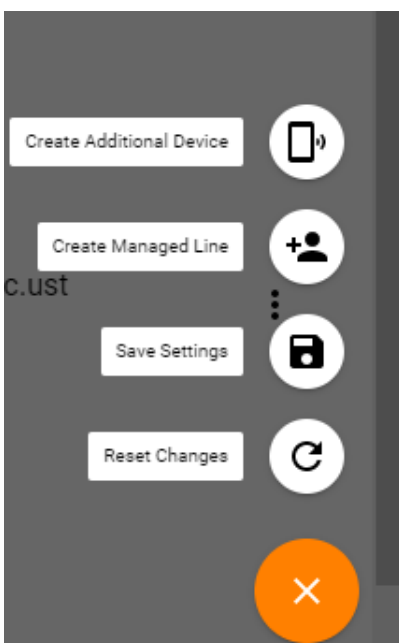 Create Additional Device
Create Managed Line
c.ust
Save Settings
Reset Changes